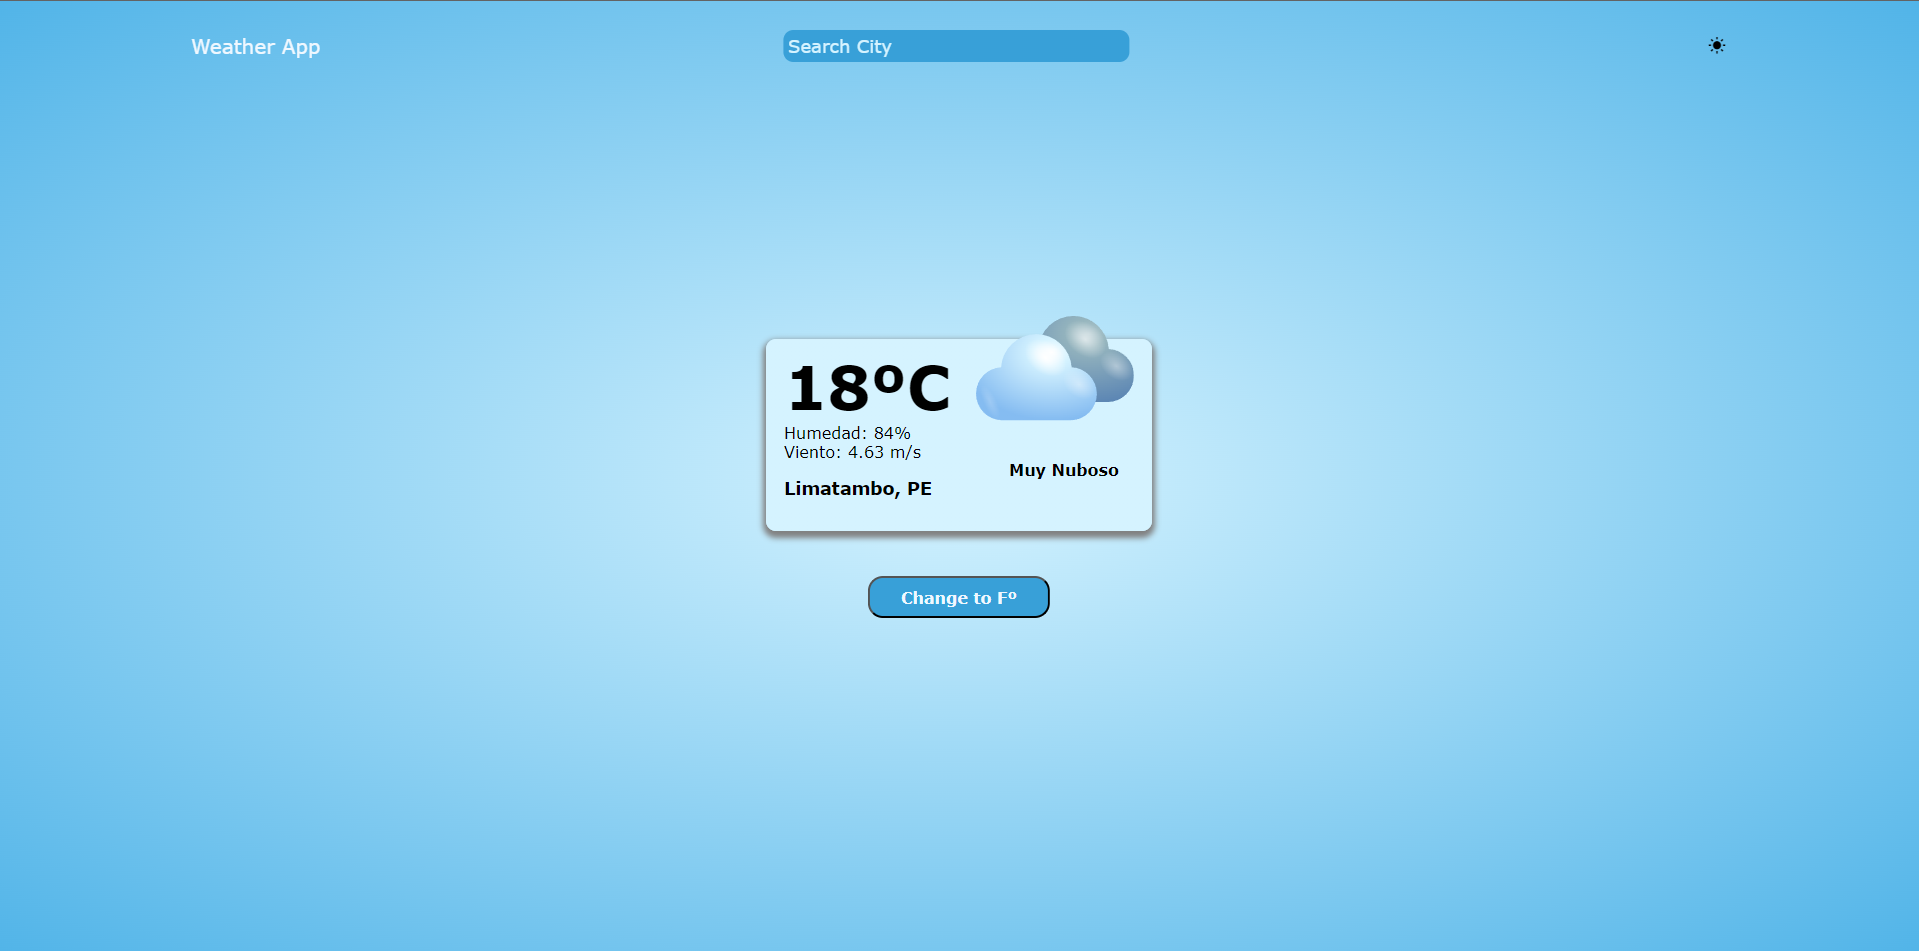 Weather App
Search City
18ºC
Humedad: 84%
Viento: 4.63 m/s
Muy Nuboso
Limatambo, PE
Change to Fº